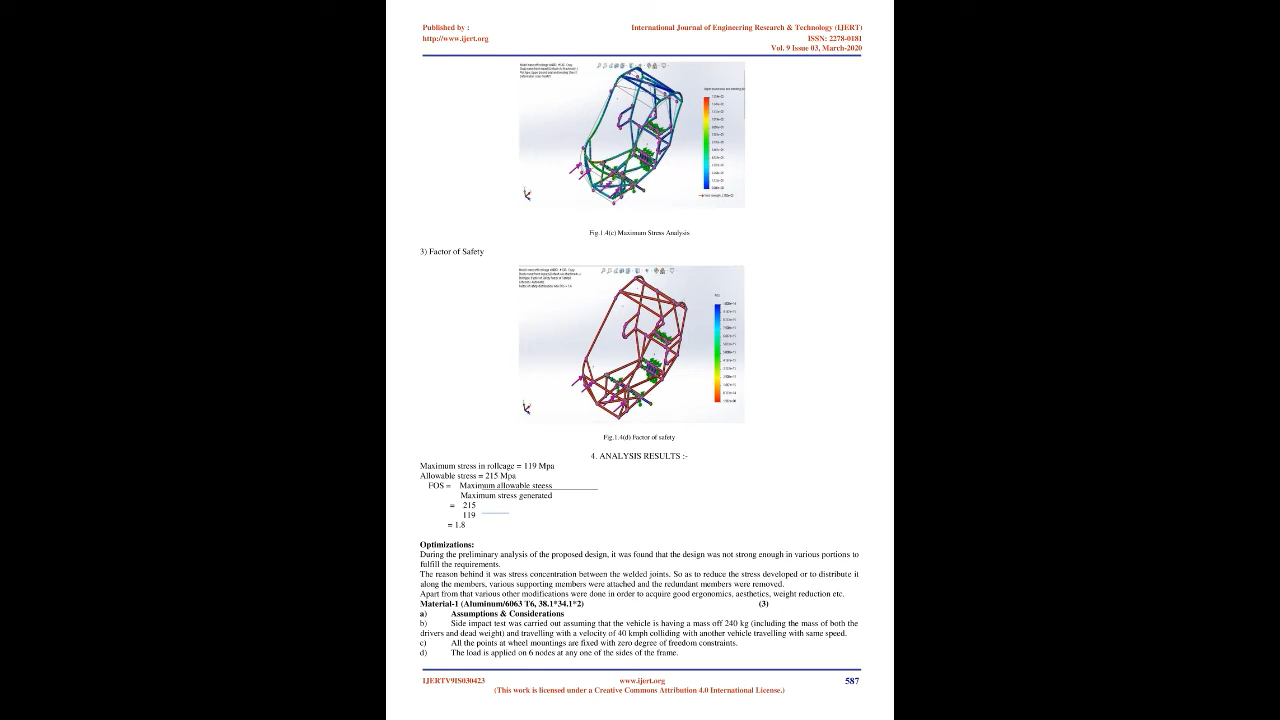 Published by :
http://www.ijert.org
International Journal of Engineering Research & Technology (IJERT)
ISSN: 2278-0181
Vol. 9 Issue 03, March-2020
Fig.1.4(c) Maximum Stress Analysis
3) Factor of Safety
Fig.1.4(d) Factor of safety
4. ANALYSIS RESULTS :-
Maximum stress in rollcage = 119 Mpa
Allowable stress = 215 Mpa
FOS = Maximum allowable steess
Maximum stress generated
= 215
119
= 1.8
Optimizations:
During the preliminary analysis of the proposed design, it was found that the design was not strong enough in various portions to
fulfill the requirements.
The reason behind it was stress concentration between the welded joints. So as to reduce the stress developed or to distribute it
along the members, various supporting members were attached and the redundant members were removed.
Apart from that various other modifications were done in order to acquire good ergonomics, aesthetics, weight reduction etc.
Material-1 (Aluminum/6063 T6, 38.1*34.1*2) (3)
a) Assumptions & Considerations
b) Side impact test was carried out assuming that the vehicle is having a mass off 240 kg (including the mass of both the
drivers and dead weight) and travelling with a velocity of 40 kmph colliding with another vehicle travelling with same speed.
c) All the points at wheel mountings are fixed with zero degree of freedom constraints.
d) The load is applied on 6 nodes at any one of the sides of the frame.
IJERTV9IS030423
www.ijert.org
587
(This work is licensed under a Creative Commons Attribution 4.0 International License.)